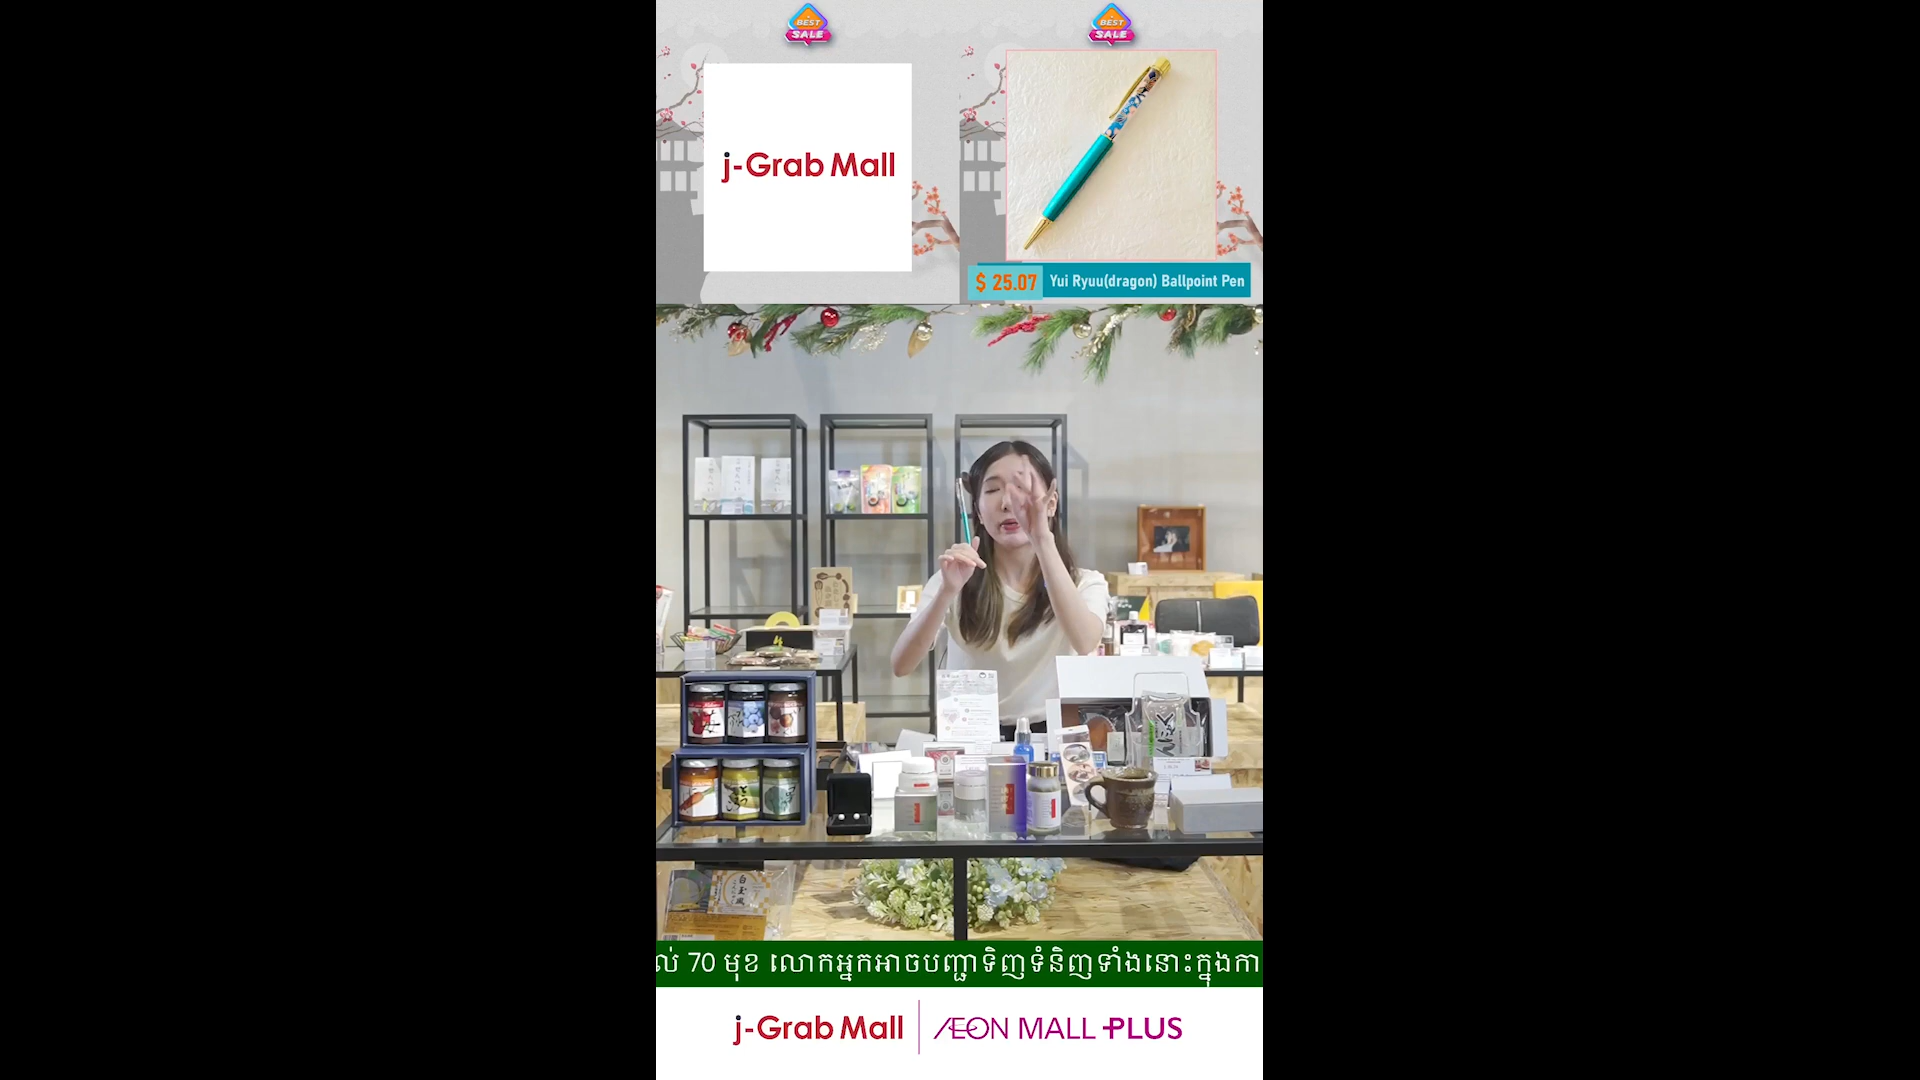 BEST
SALE
BEST
SALE
j-Grab Mall
$ 25.07
Yui Ryuu(dragon) Ballpoint Pen
ល់ 70 មុខ លោកអ្នកអាចបញ្ជាទិញទំនិញទាំងនោះក្នុងកា
j-Grab Mall
ÆON MALL PLUS